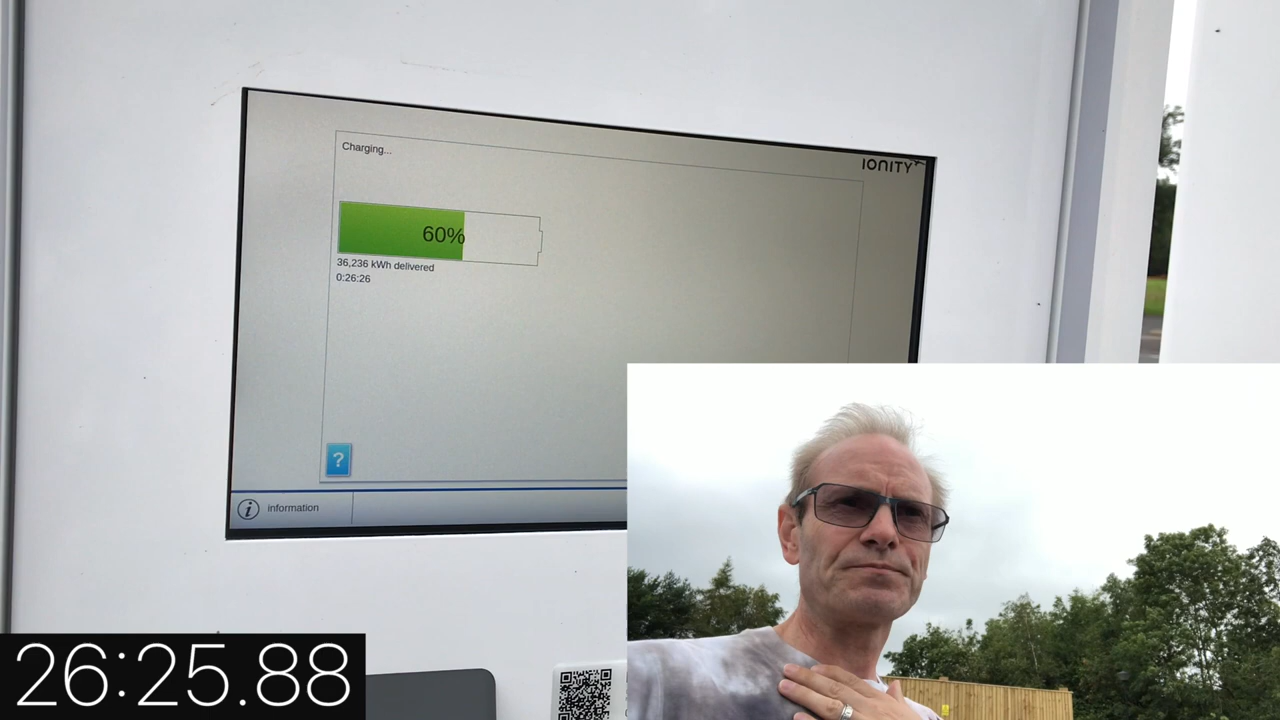 Charging...
IONITY
60%
36,236 kWh delivered
0:26:26
?
i information
26:25.88